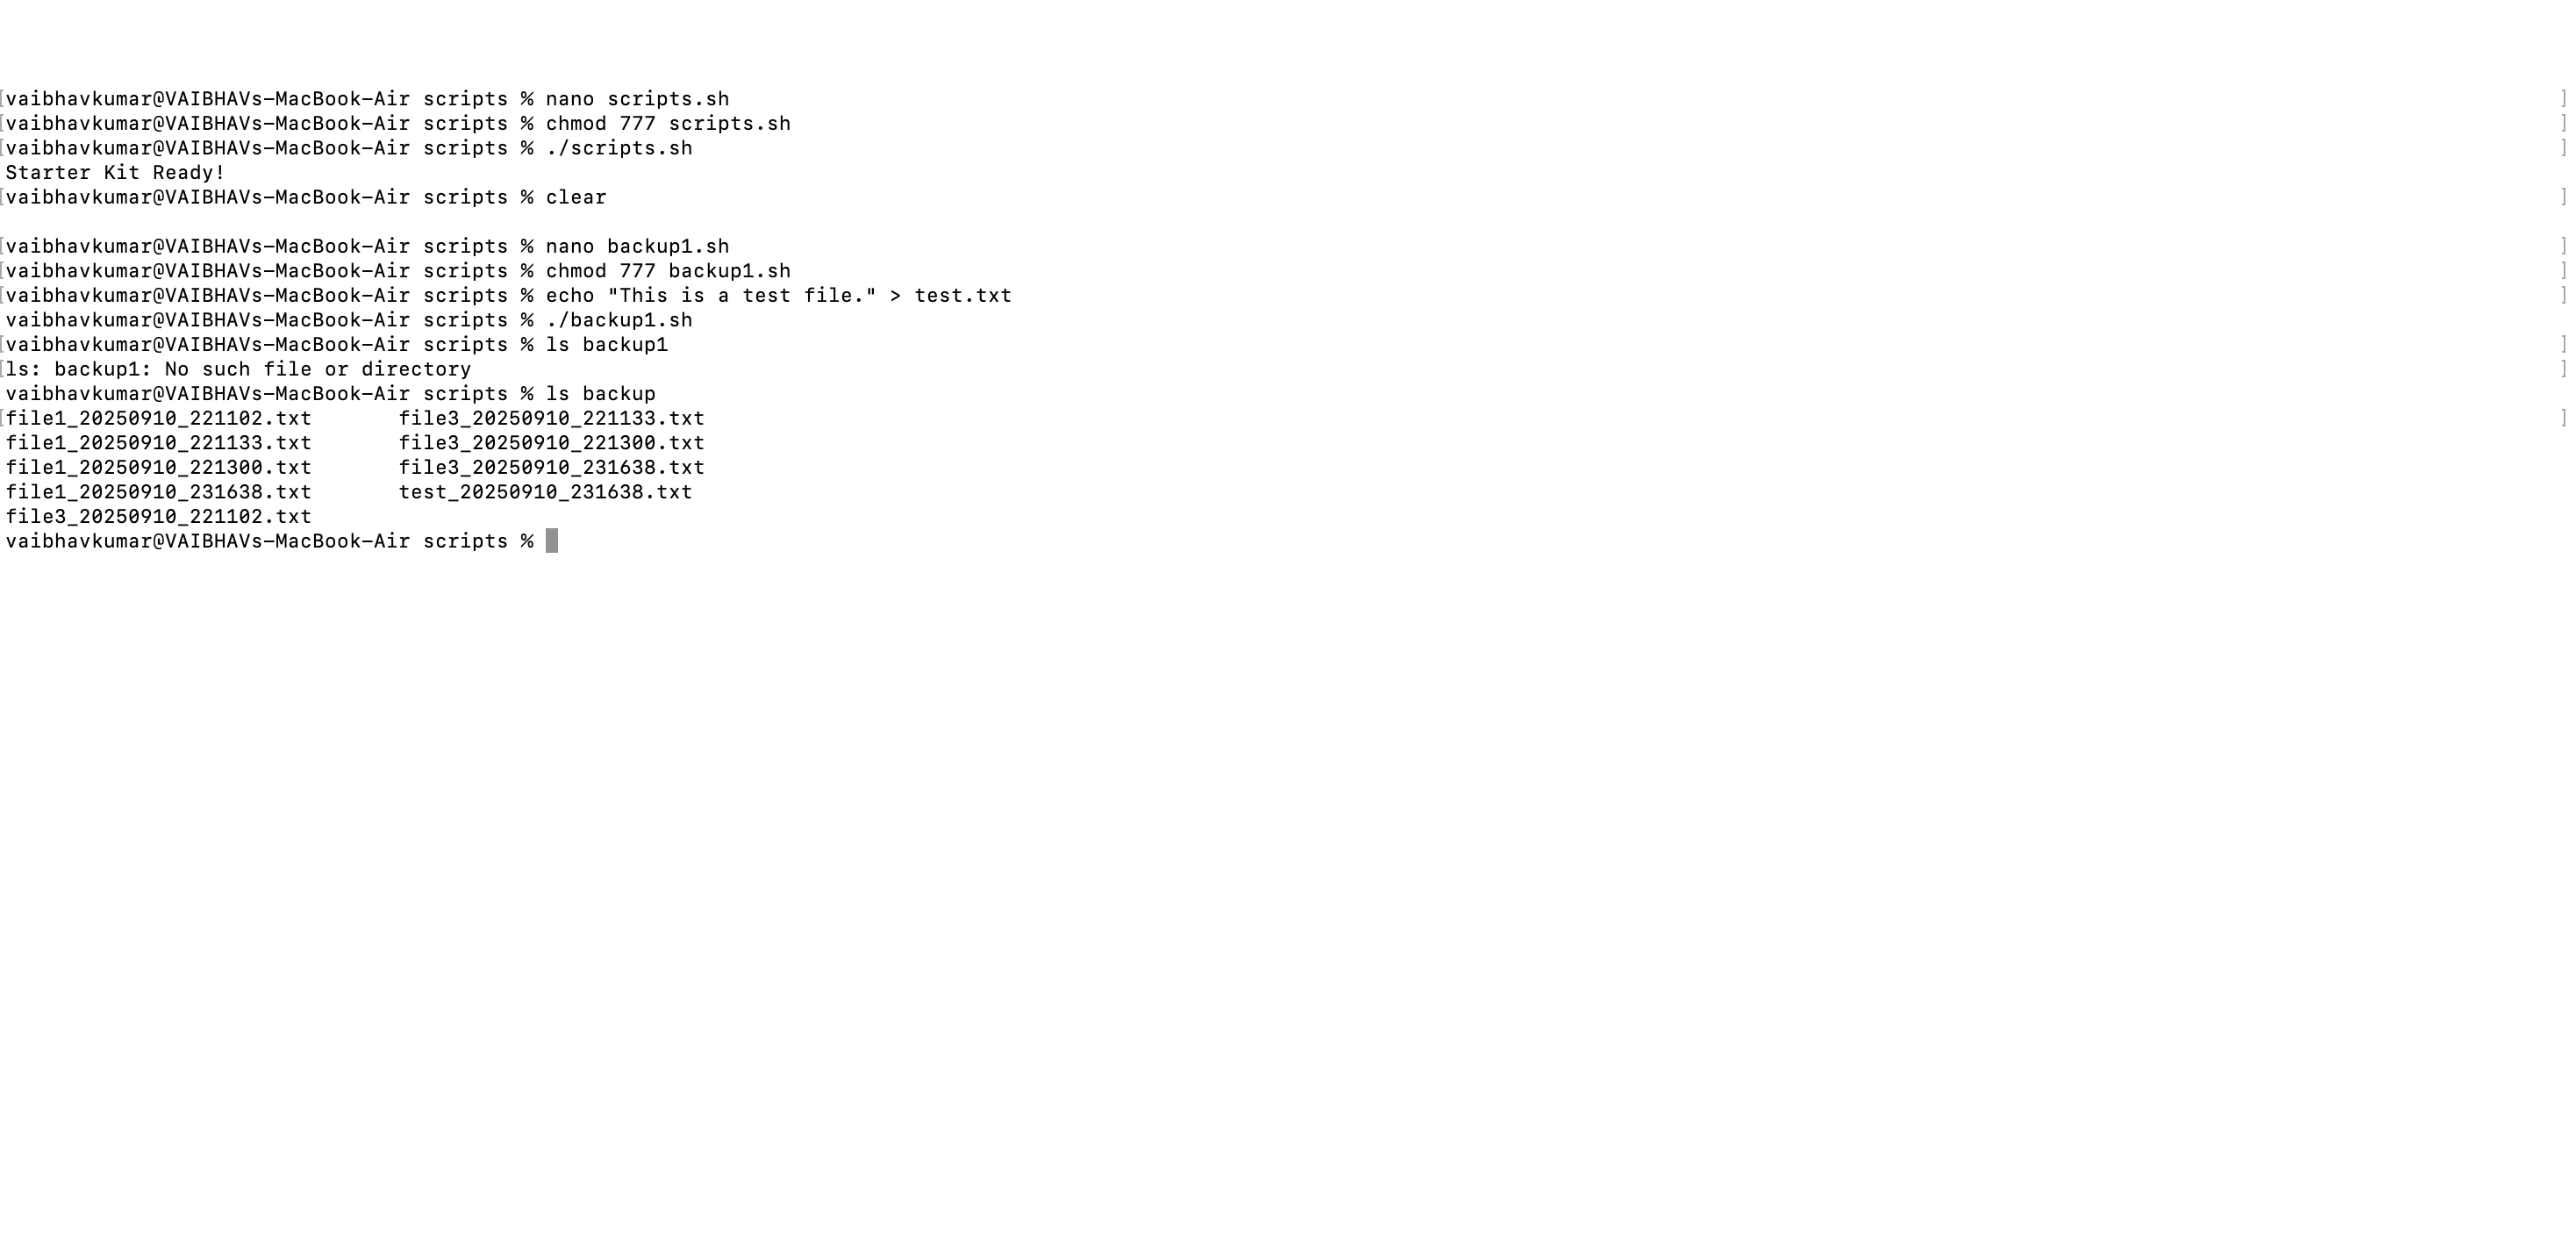 [vaibhavkumar@VAIBHAVs-MacBook-Air scripts % nano scripts.sh ]
[vaibhavkumar@VAIBHAVs-MacBook-Air scripts % chmod 777 scripts.sh ]
[vaibhavkumar@VAIBHAVs-MacBook-Air scripts % ./scripts.sh ]
Starter Kit Ready!
[vaibhavkumar@VAIBHAVs-MacBook-Air scripts % clear ]
[vaibhavkumar@VAIBHAVs-MacBook-Air scripts % nano backup1.sh ]
[vaibhavkumar@VAIBHAVs-MacBook-Air scripts % chmod 777 backup1.sh ]
[vaibhavkumar@VAIBHAVs-MacBook-Air scripts % echo "This is a test file." > test.txt ]
vaibhavkumar@VAIBHAVs-MacBook-Air scripts % ./backup1.sh
[vaibhavkumar@VAIBHAVs-MacBook-Air scripts % ls backup1 ]
[ls: backup1: No such file or directory ]
vaibhavkumar@VAIBHAVs-MacBook-Air scripts % ls backup
[file1_20250910_221102.txt file3_20250910_221133.txt ]
file1_20250910_221133.txt file3_20250910_221300.txt
file1_20250910_221300.txt file3_20250910_231638.txt
file1_20250910_231638.txt test_20250910_231638.txt
file3_20250910_221102.txt
vaibhavkumar@VAIBHAVs-MacBook-Air scripts %